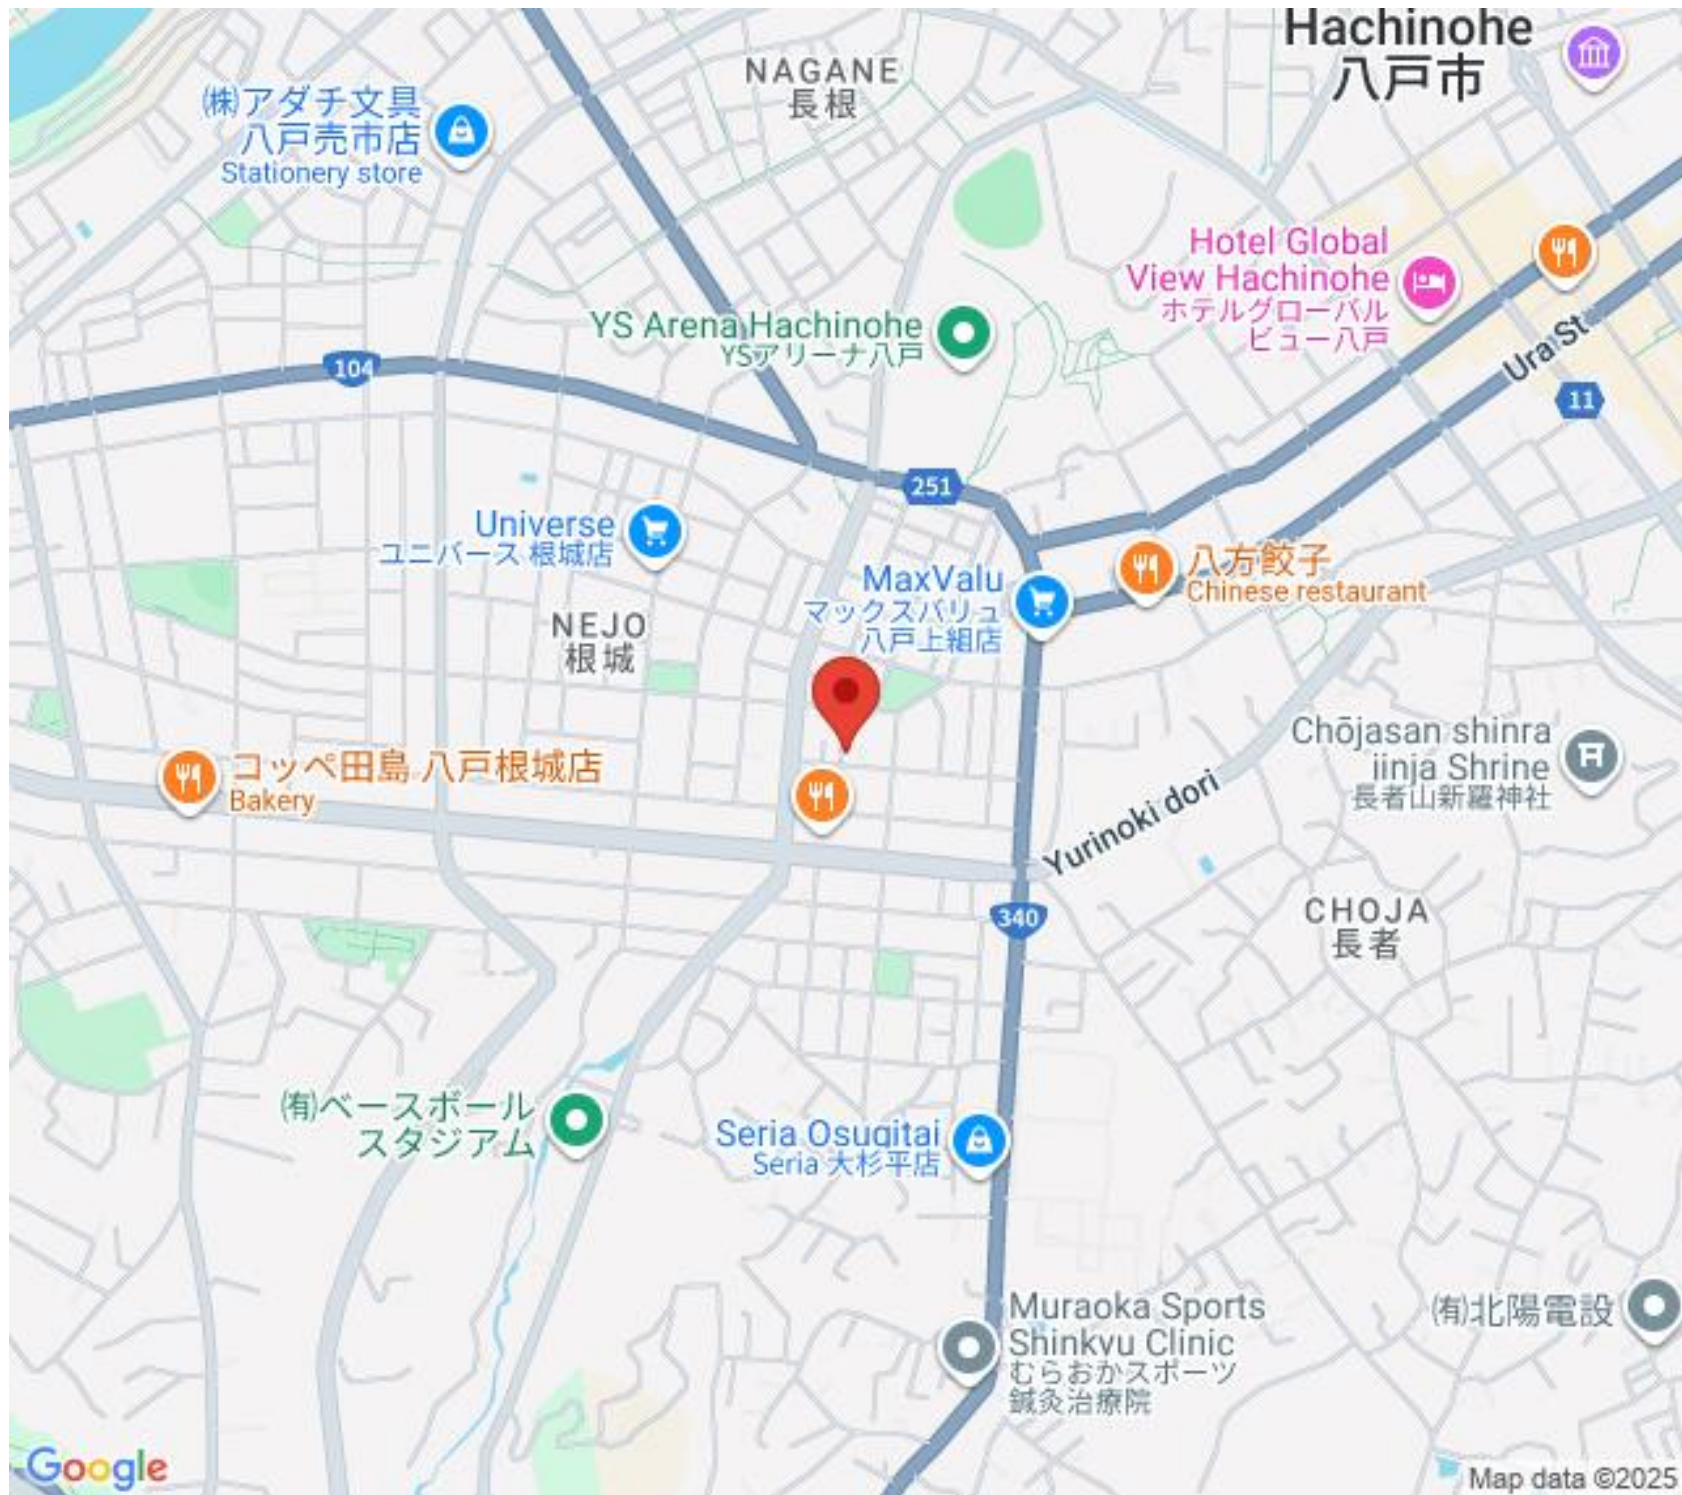 Hachinohe
八戸市
NAGANE
長根
㈱アダチ文具
八戸売市店
Stationery store
Hotel Global
View Hachinohe
ホテルグローバル
ビュー八戸
YS Arena Hachinohe
YSアリーナ八戸
Ura St
104
11
251
Universe
ユニバース 根城店
MaxValu
マックスバリュ
八戸上組店
八方餃子
Chinese restaurant
NEJO
根城
Chōjasan shinra
jinja Shrine
長者山新羅神社
コッペ田島 八戸根城店
Bakery
Yurinoki dori
340
CHOJA
長者
㈲ベースボール
スタジアム
Seria Osugitai
Seria 大杉平店
Muraoka Sports
Shinkyu Clinic
むらおかスポーツ
鍼灸治療院
㈲北陽電設
Google
Map data ©2025